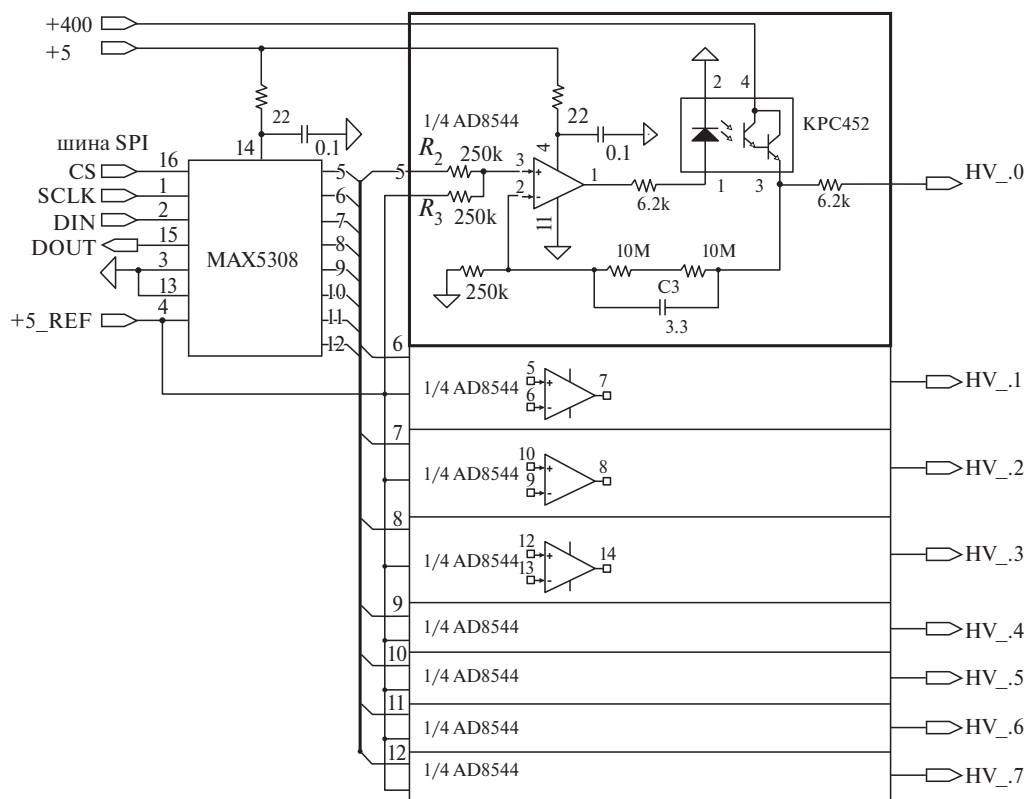 +400
+5
22
0.1
14
шина SPI
CS
16
SCLK
1
DIN
2
DOUT
15
3
13
+5_REF
4
MAX5308
5
6
7
8
9
10
11
12
1/4 AD8544
5
R2
250k
R3
250k
3
2
+
-
4
11
1
22
0.1
6.2k
2
4
1
3
KPC452
6.2k
HV_.0
250k
10M
10M
C3
3.3
6
1/4 AD8544
5
6
+
-
7
HV_.1
7
1/4 AD8544
10
9
+
-
8
HV_.2
8
1/4 AD8544
12
13
+
-
14
HV_.3
9
1/4 AD8544
HV_.4
10
1/4 AD8544
HV_.5
11
1/4 AD8544
HV_.6
12
1/4 AD8544
HV_.7